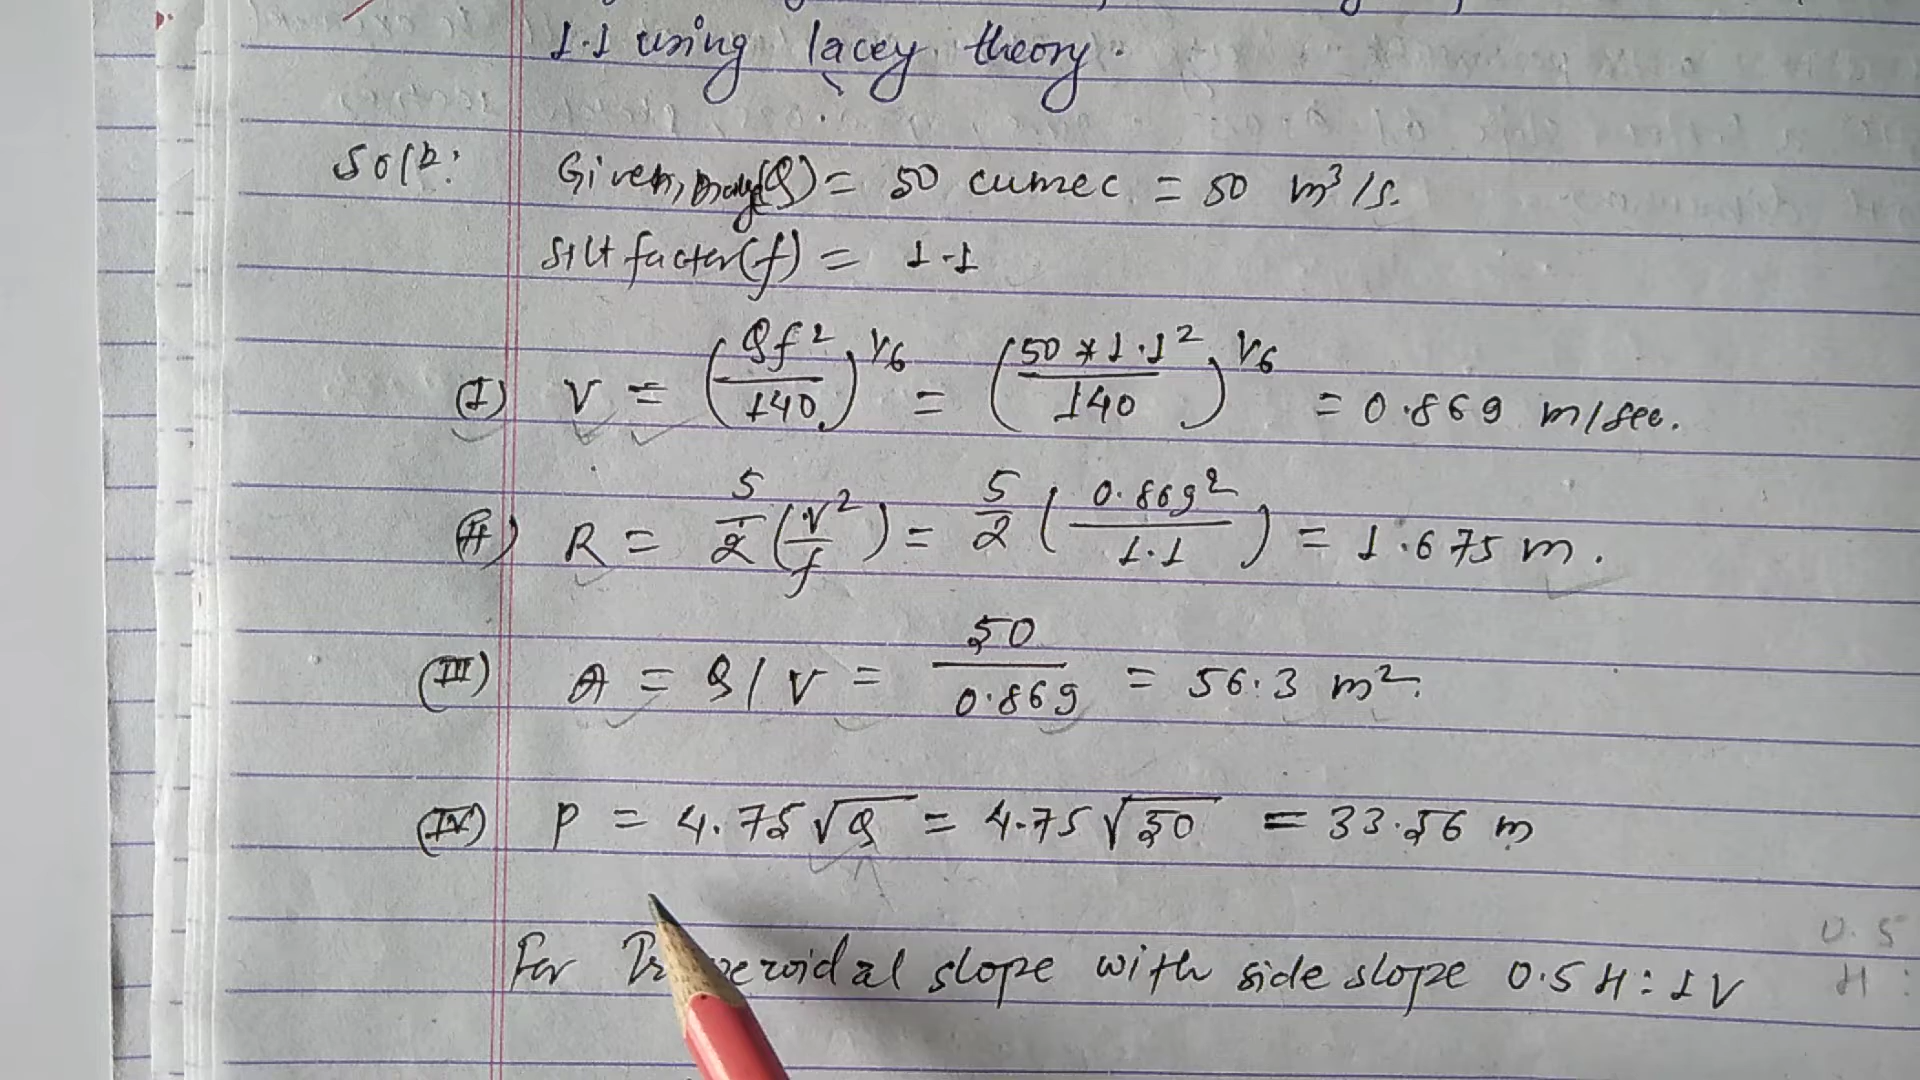 1.1 using lacey theory.
Soln: Given, (Q) = 50 cumec = 50 m³/s.
silt factor (f) = 1.1
(I) V = (Qf²/140)^1/6 = (50*1.1²/140)^1/6 = 0.869 m/sec.
(II) R = 5/2 (V²/f) = 5/2 (0.869²/1.1) = 1.675 m.
(III) A = Q/V = 50/0.869 = 56.3 m².
(IV) P = 4.75√Q = 4.75√50 = 33.56 m
For slope with side slope 0.5H:1V
0.5
H: